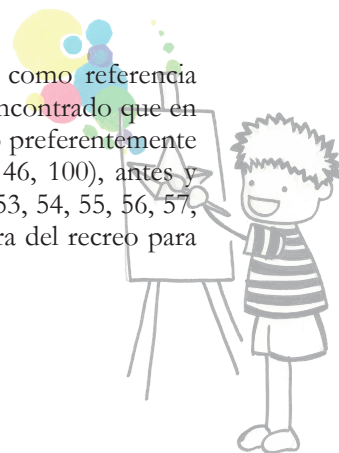 como referencia
ncontrado que en
preferentemente
46, 100), antes y
53, 54, 55, 56, 57,
ra del recreo para